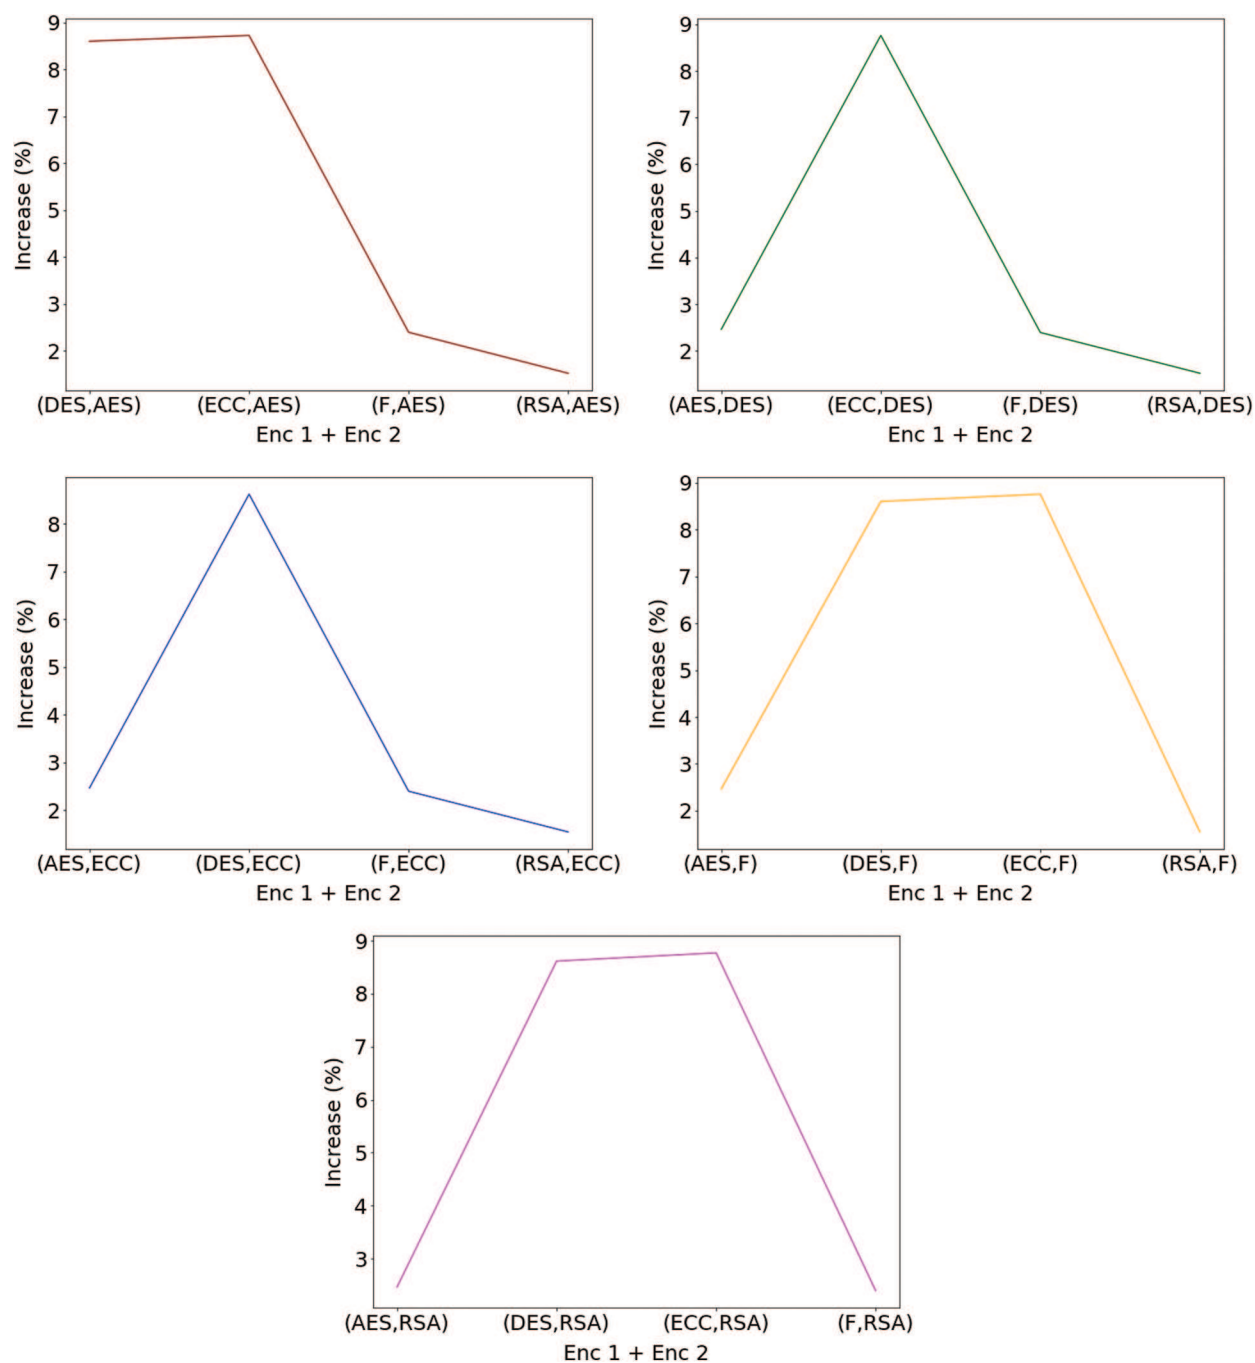 9
8
7
6
5
4
3
2
Increase (%)
(DES,AES) (ECC,AES) (F,AES) (RSA,AES)
Enc 1 + Enc 2
9
8
7
6
5
4
3
2
Increase (%)
(AES,DES) (ECC,DES) (F,DES) (RSA,DES)
Enc 1 + Enc 2
8
7
6
5
4
3
2
Increase (%)
(AES,ECC) (DES,ECC) (F,ECC) (RSA,ECC)
Enc 1 + Enc 2
9
8
7
6
5
4
3
2
Increase (%)
(AES,F) (DES,F) (ECC,F) (RSA,F)
Enc 1 + Enc 2
9
8
7
6
5
4
3
Increase (%)
(AES,RSA) (DES,RSA) (ECC,RSA) (F,RSA)
Enc 1 + Enc 2